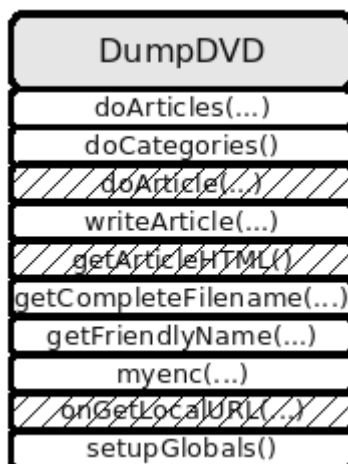 DumpDVD
doArticles(...)
doCategories()
doArticle(...)
writeArticle(...)
getArticleHTML()
getCompleteFilename(...)
getFriendlyName(...)
myenc(...)
onGetLocalURL(...)
setupGlobals()